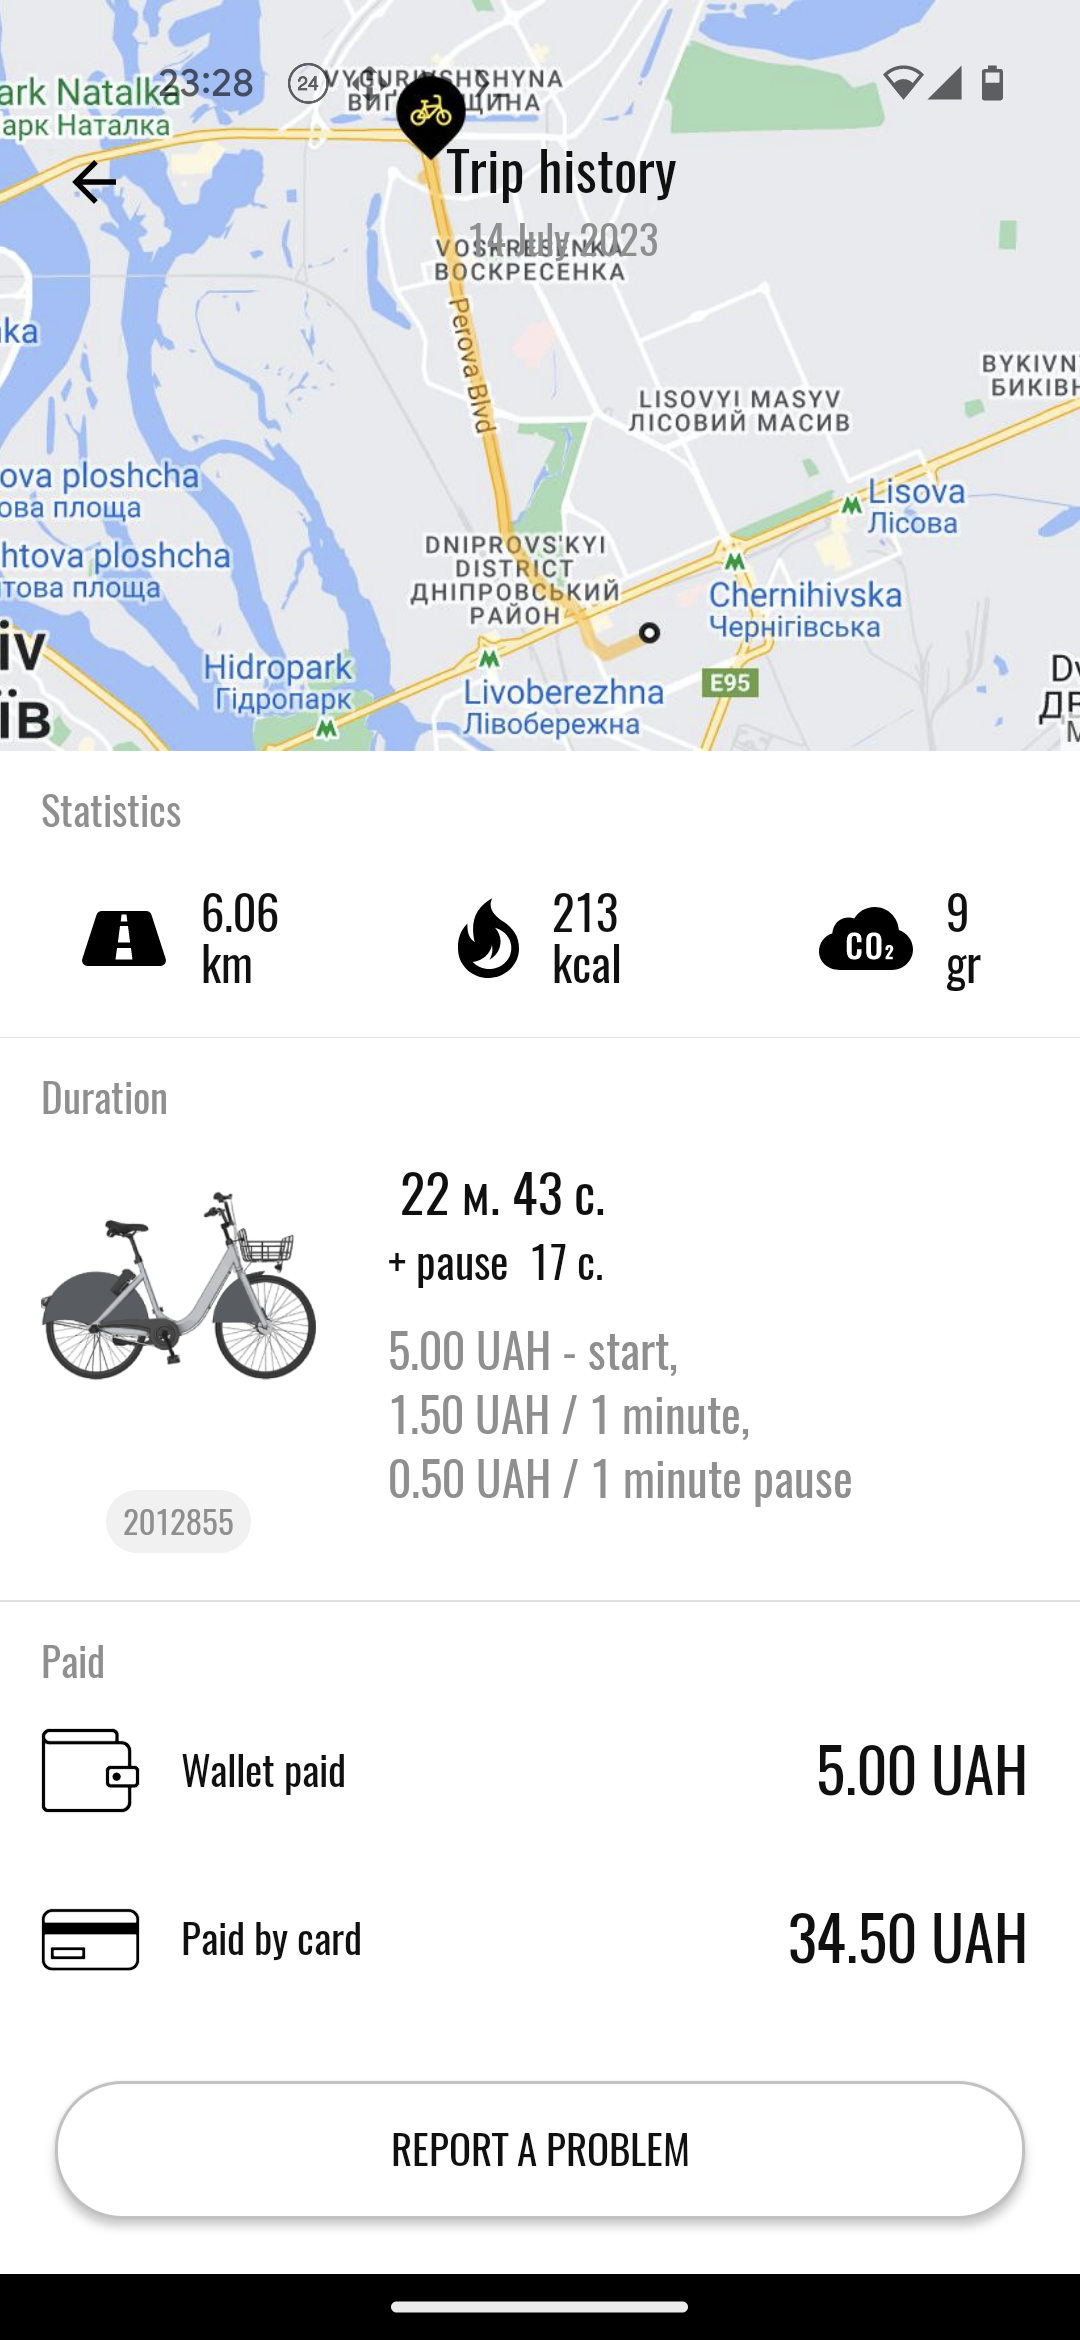 23:28
24
ark Natalka
арк Наталка
VYGURIVSHCHYNA
Trip history
14 July 2023
VOSKRESENKA
ВОСКРЕСЕНКА
Perova Blvd
ka
BYKIVN
БИКІВН
LISOVYI MASYV
ЛІСОВИЙ МАСИВ
ova ploshcha
ова площа
Lisova
Лісова
htova ploshcha
това площа
DNIPROVS'KYI
DISTRICT
ДНІПРОВСЬКИЙ
РАЙОН
Chernihivska
Чернігівська
iv
їв
Hidropark
Гідропарк
Livoberezhna
Лівобережна
E95
Statistics
6.06
km
213
kcal
CO₂
9
gr
Duration
22 м. 43 с.
+ pause 17 с.
5.00 UAH - start,
1.50 UAH / 1 minute,
0.50 UAH / 1 minute pause
2012855
Paid
Wallet paid 5.00 UAH
Paid by card 34.50 UAH
REPORT A PROBLEM